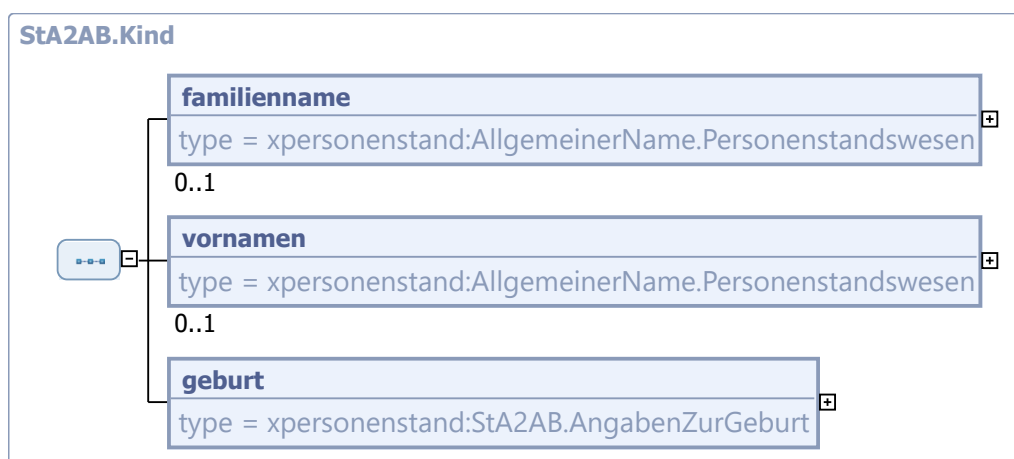 StA2AB.Kind
familienname
type = xpersonenstand:AllgemeinerName.Personenstandswesen
0..1
vornamen
type = xpersonenstand:AllgemeinerName.Personenstandswesen
0..1
geburt
type = xpersonenstand:StA2AB.AngabenZurGeburt